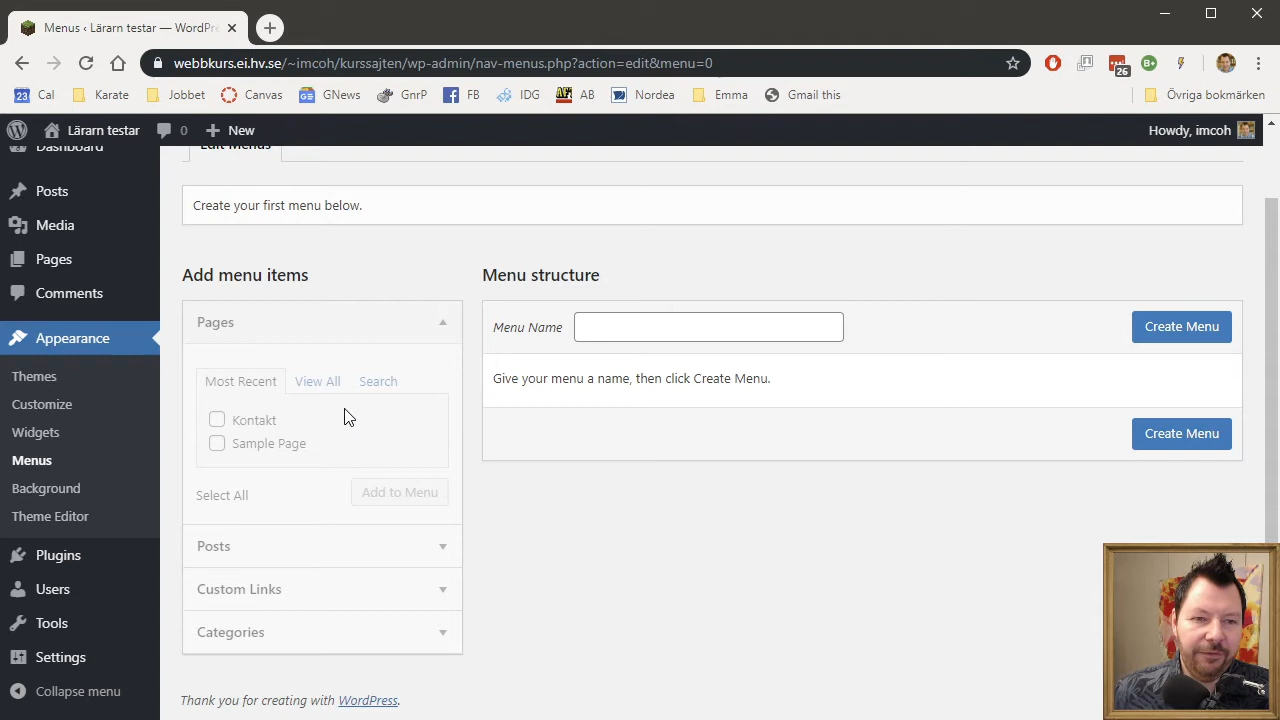 Menus ‹ Lärarn testar — WordPre
webbkurs.ei.hv.se/~imcoh/kurssajten/wp-admin/nav-menus.php?action=edit&menu=0
26
B+
23 Cal
Karate
Jobbet
Canvas
GNews
GnrP
FB
IDG
AB
Nordea
Emma
Gmail this
Övriga bokmärken
Lärarn testar
0
New
Howdy, imcoh
Dashboard
Posts
Media
Pages
Comments
Appearance
Themes
Customize
Widgets
Menus
Background
Theme Editor
Plugins
Users
Tools
Settings
Collapse menu
Edit Menus
Create your first menu below.
Add menu items
Pages
Most Recent View All Search
Kontakt
Sample Page
Select All Add to Menu
Posts
Custom Links
Categories
Menu structure
Menu Name Create Menu
Give your menu a name, then click Create Menu.
Create Menu
Thank you for creating with WordPress.